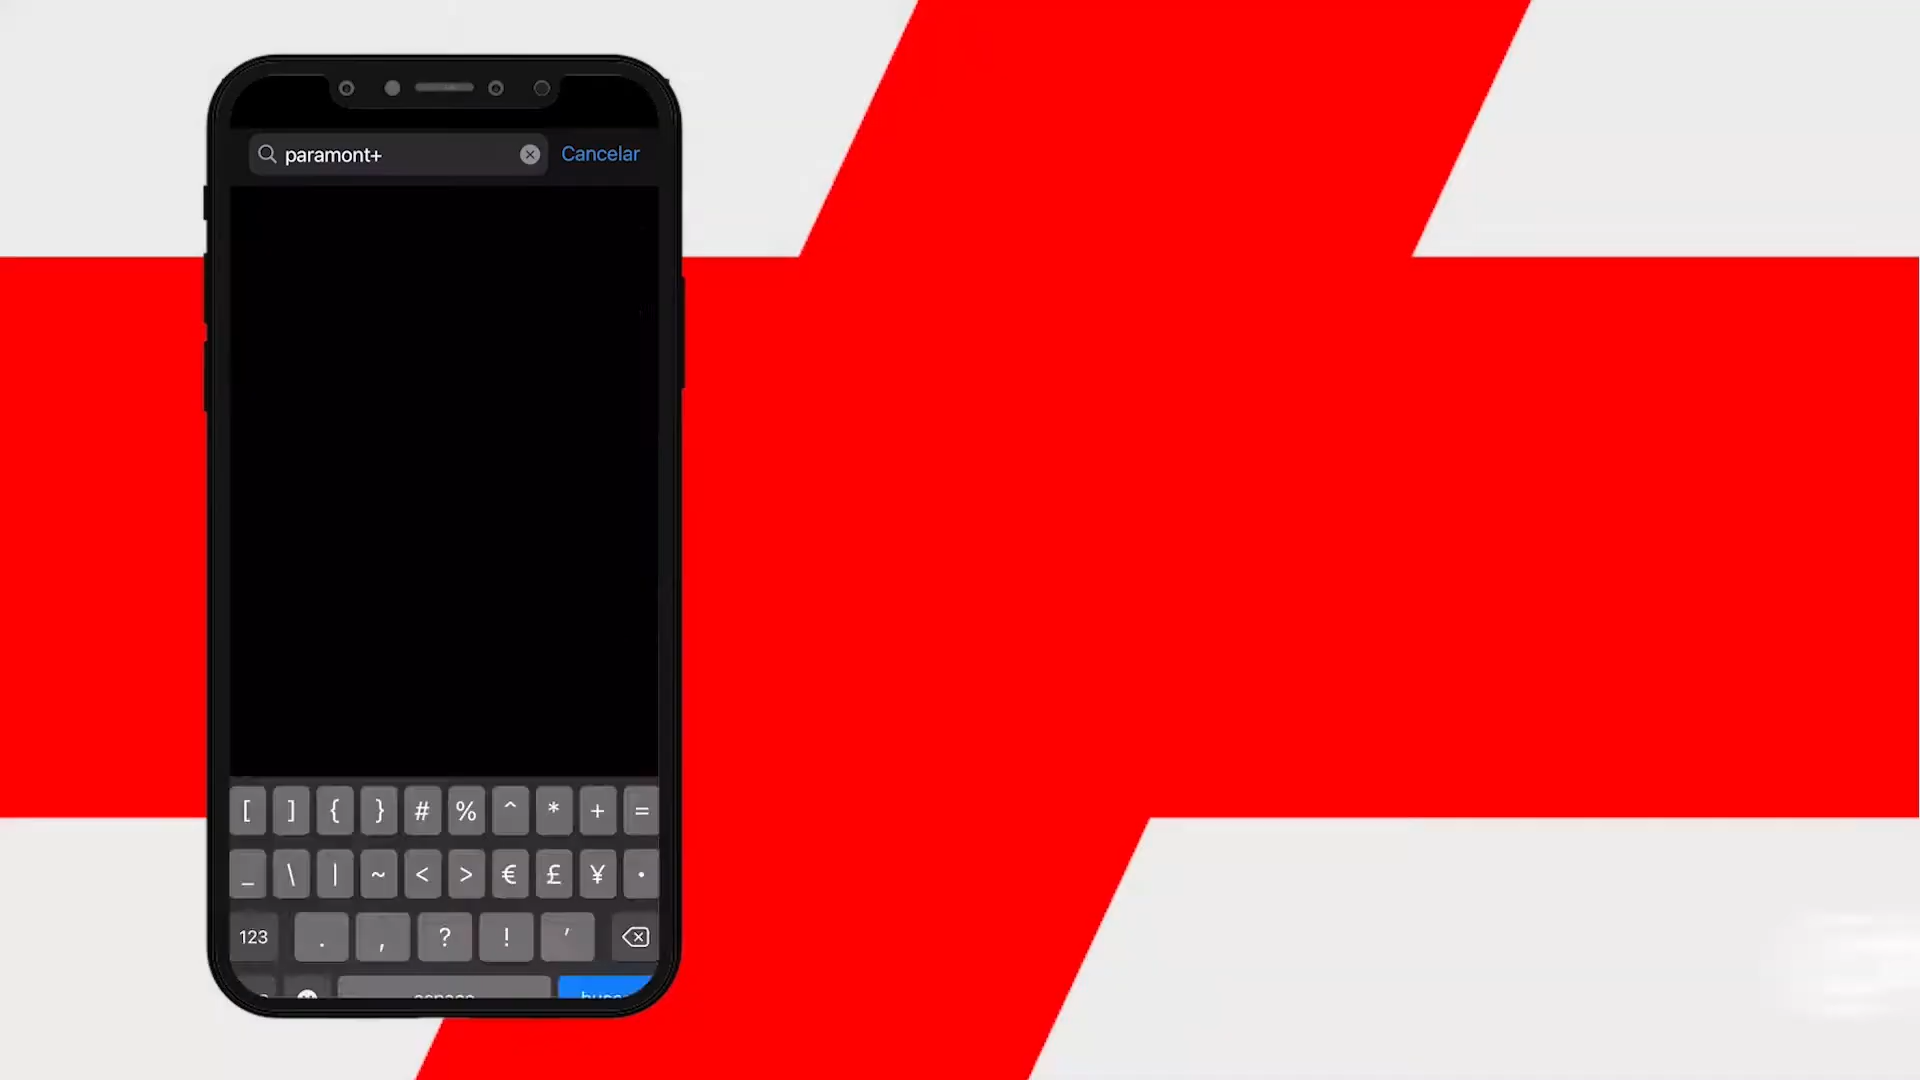 paramont+ Cancelar
[ ] { } # % ^ * + =
_ \ | ~ < > € £ ¥ •
123 . , ? ! ′